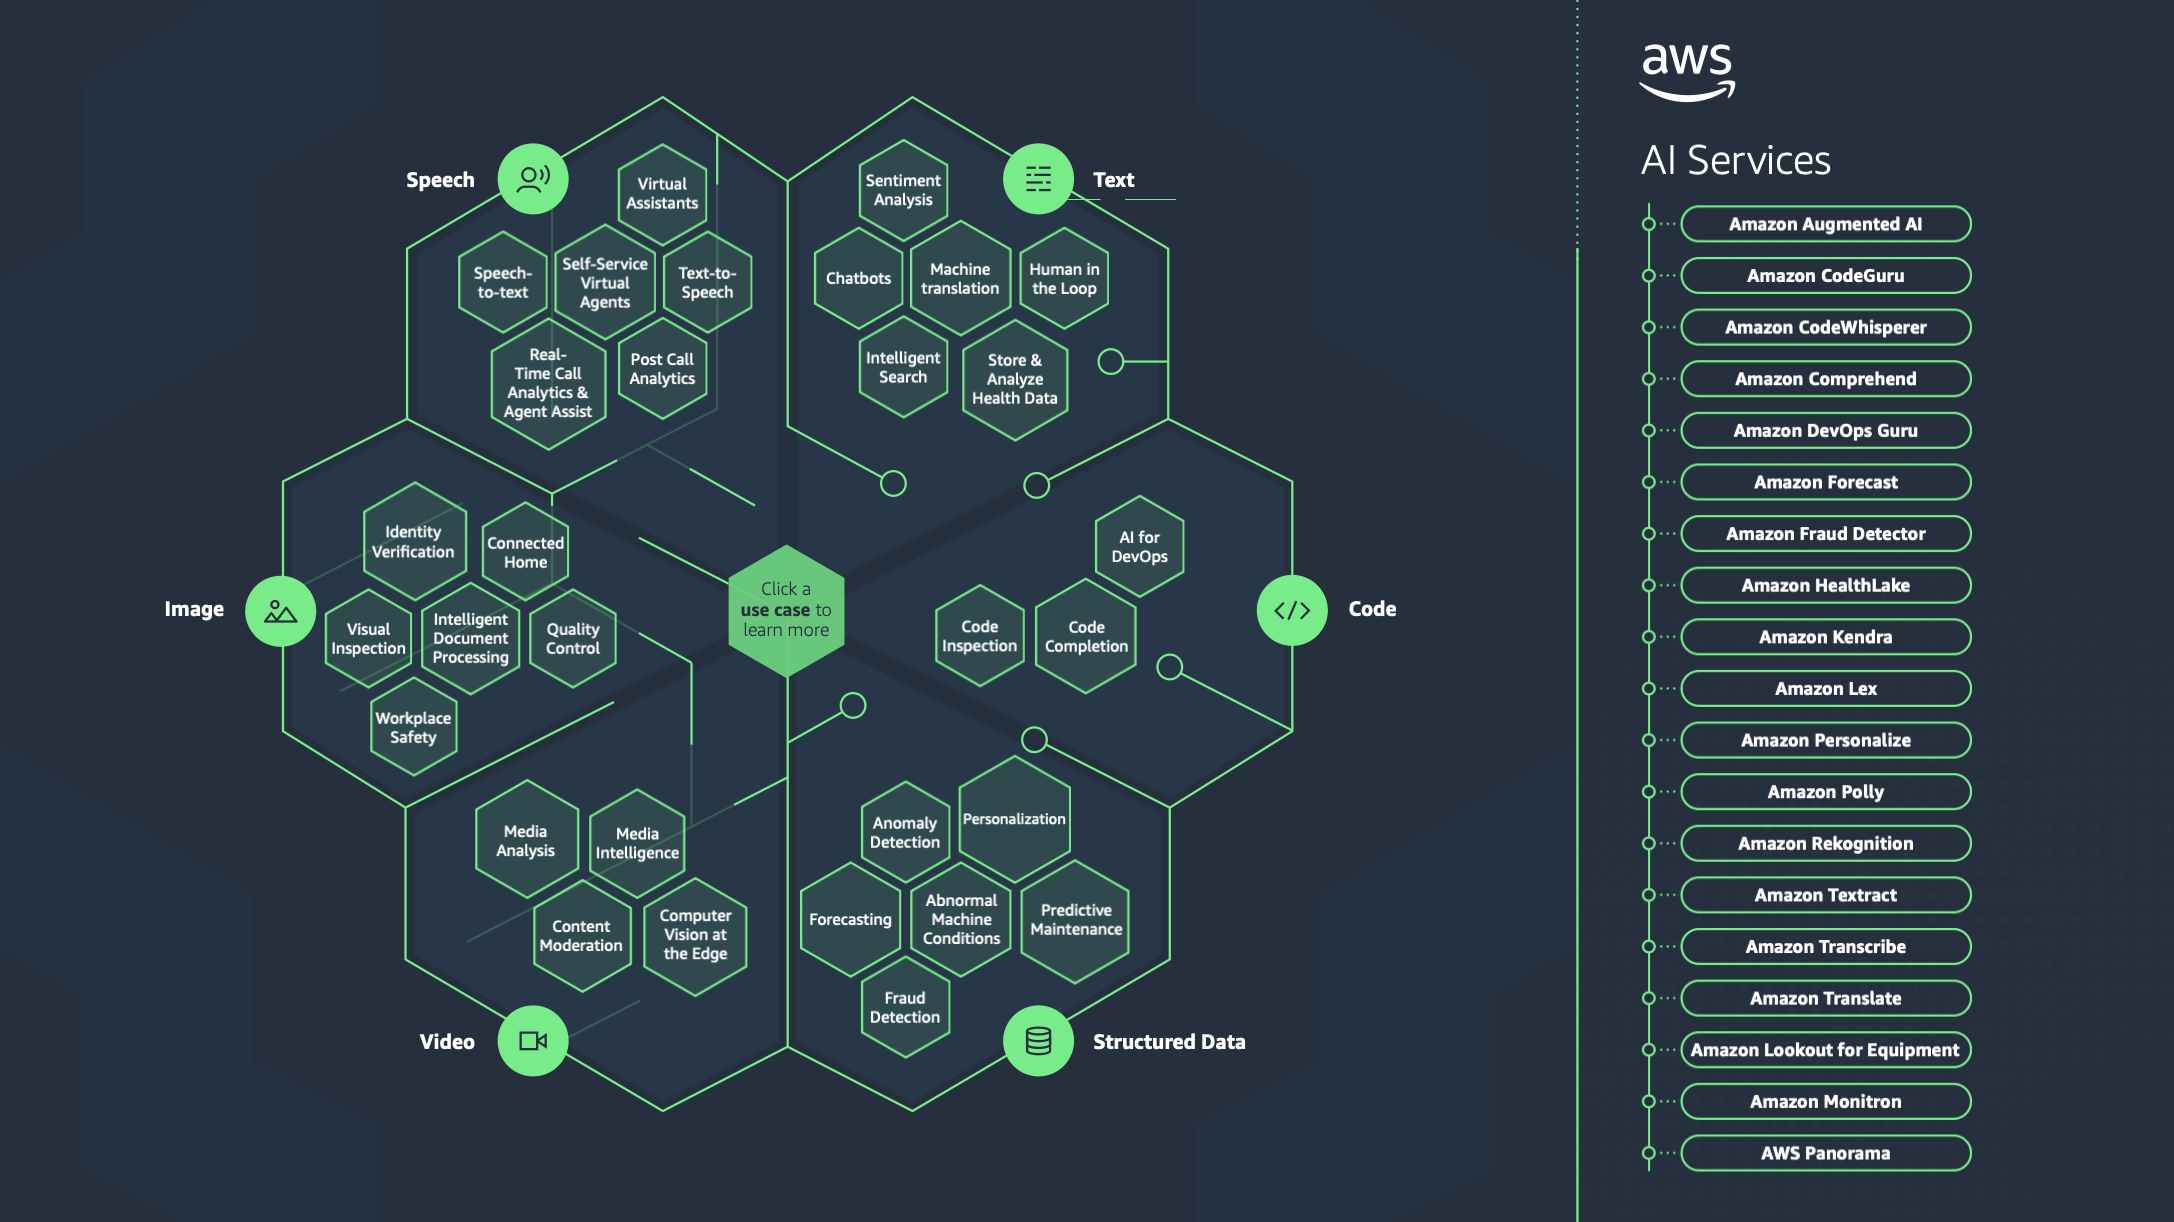 Speech
Virtual
Assistants
Speech-
to-text
Self-Service
Virtual
Agents
Text-to-
Speech
Real-
Time Call
Analytics &
Agent Assist
Post Call
Analytics
Text
Sentiment
Analysis
Chatbots
Machine
translation
Human in
the Loop
Intelligent
Search
Store &
Analyze
Health Data
Image
Identity
Verification
Connected
Home
Visual
Inspection
Intelligent
Document
Processing
Quality
Control
Workplace
Safety
Click a
use case to
learn more
Code
AI for
DevOps
Code
Inspection
Code
Completion
Video
Media
Analysis
Media
Intelligence
Content
Moderation
Computer
Vision at
the Edge
Structured Data
Anomaly
Detection
Personalization
Forecasting
Abnormal
Machine
Conditions
Predictive
Maintenance
Fraud
Detection
aws
AI Services
Amazon Augmented AI
Amazon CodeGuru
Amazon CodeWhisperer
Amazon Comprehend
Amazon DevOps Guru
Amazon Forecast
Amazon Fraud Detector
Amazon HealthLake
Amazon Kendra
Amazon Lex
Amazon Personalize
Amazon Polly
Amazon Rekognition
Amazon Textract
Amazon Transcribe
Amazon Translate
Amazon Lookout for Equipment
Amazon Monitron
AWS Panorama